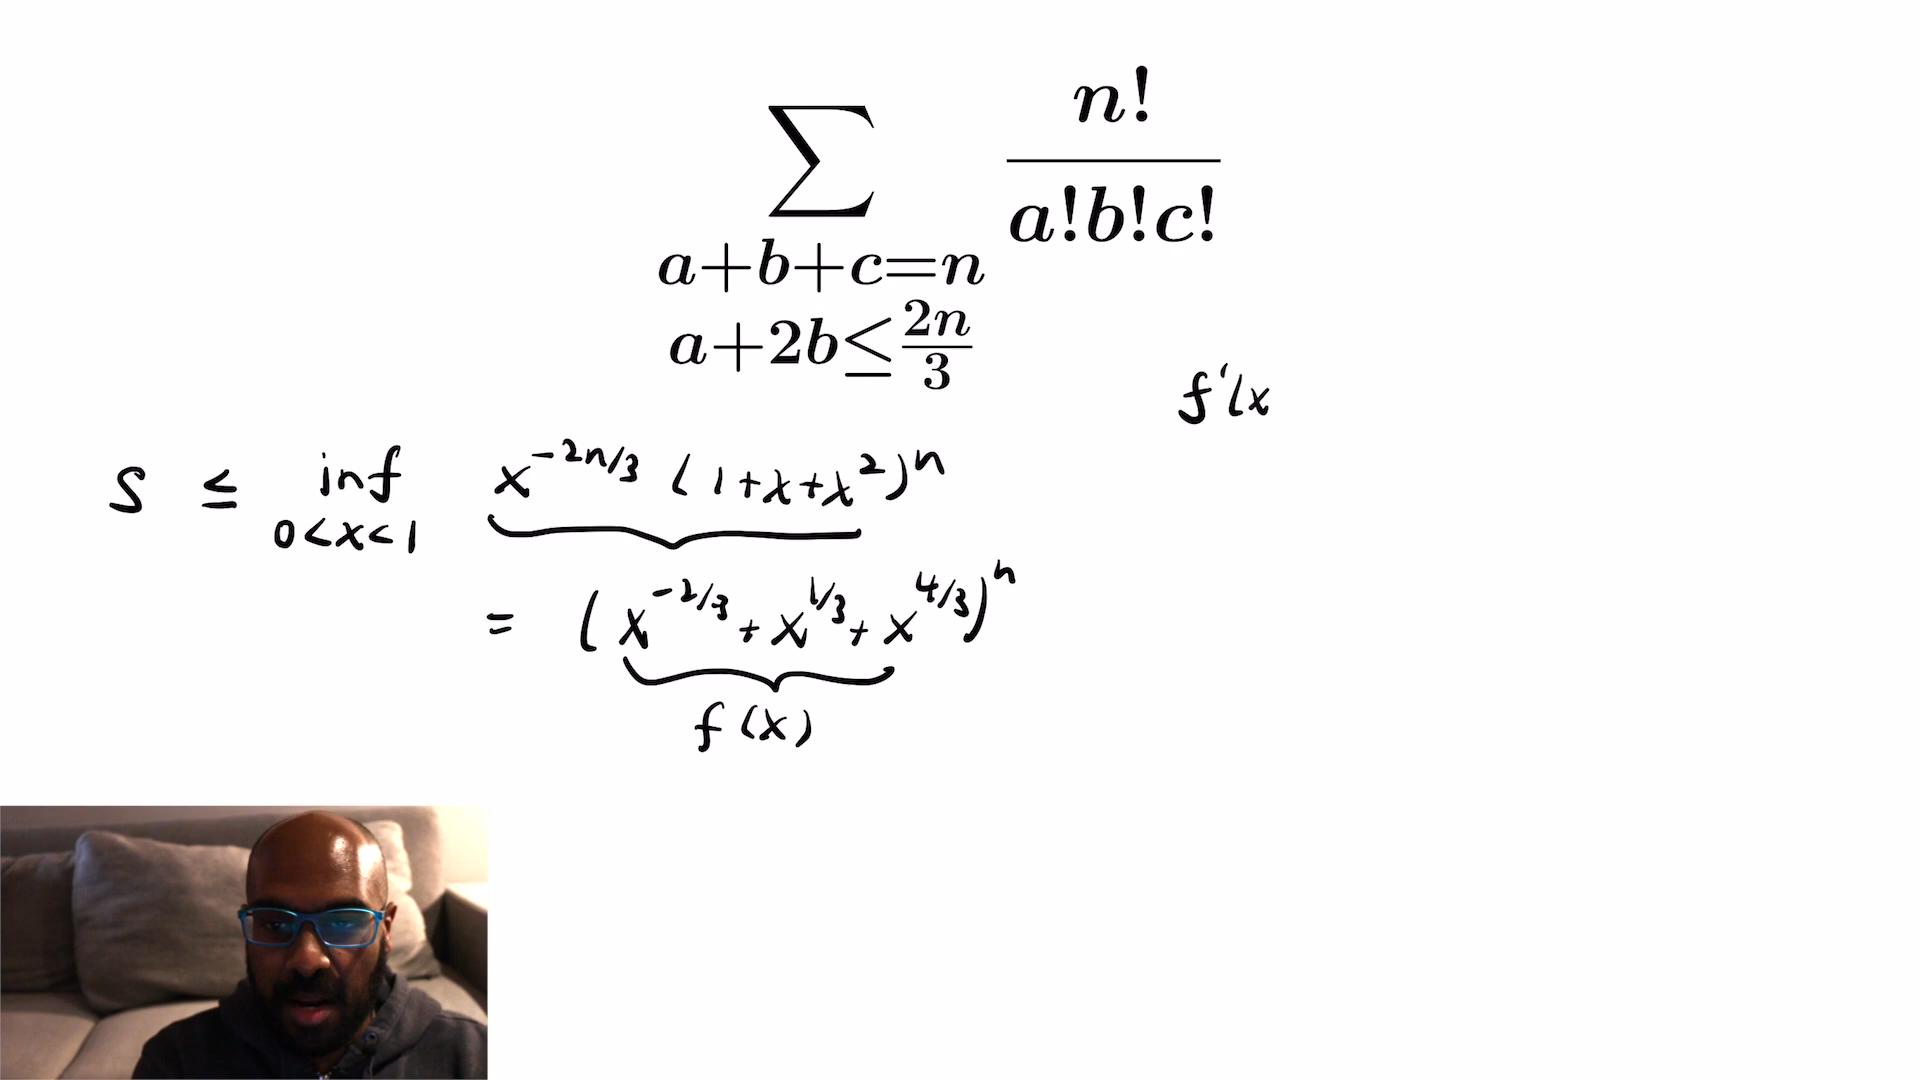 ∑ n!/(a!b!c!)
a+b+c=n
a+2b≤2n/3
f'(x
S ≤ inf x^{-2n/3} (1+x+x^2)^n
0<x<1
= (x^{-2/3} + x^{1/3} + x^{4/3})^n
f(x)